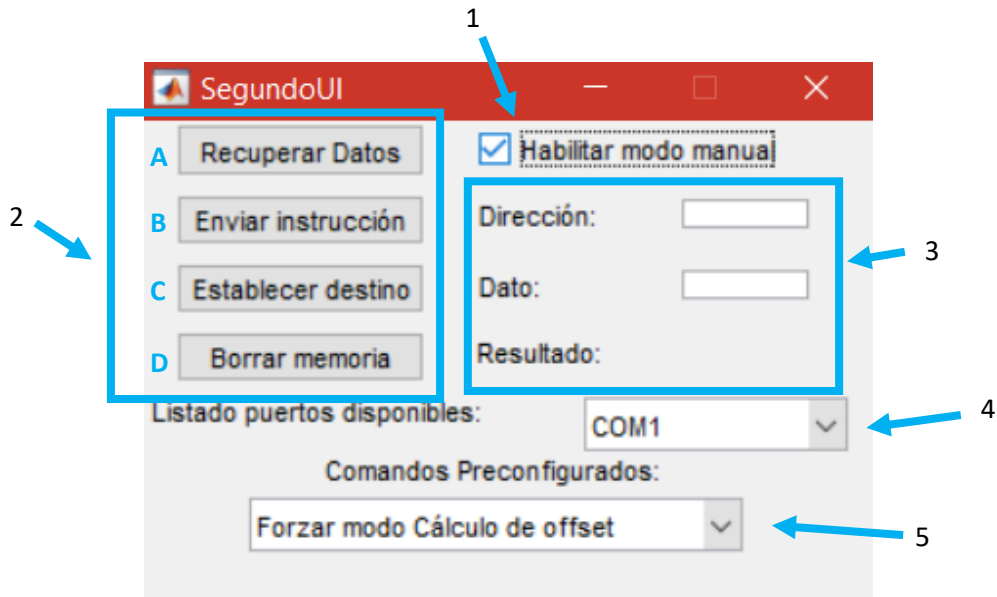 1
SegundoUI
A Recuperar Datos
Habilitar modo manual
2
B Enviar instrucción
Dirección:
3
C Establecer destino
Dato:
D Borrar memoria
Resultado:
Listado puertos disponibles:
COM1
4
Comandos Preconfigurados:
Forzar modo Cálculo de offset
5